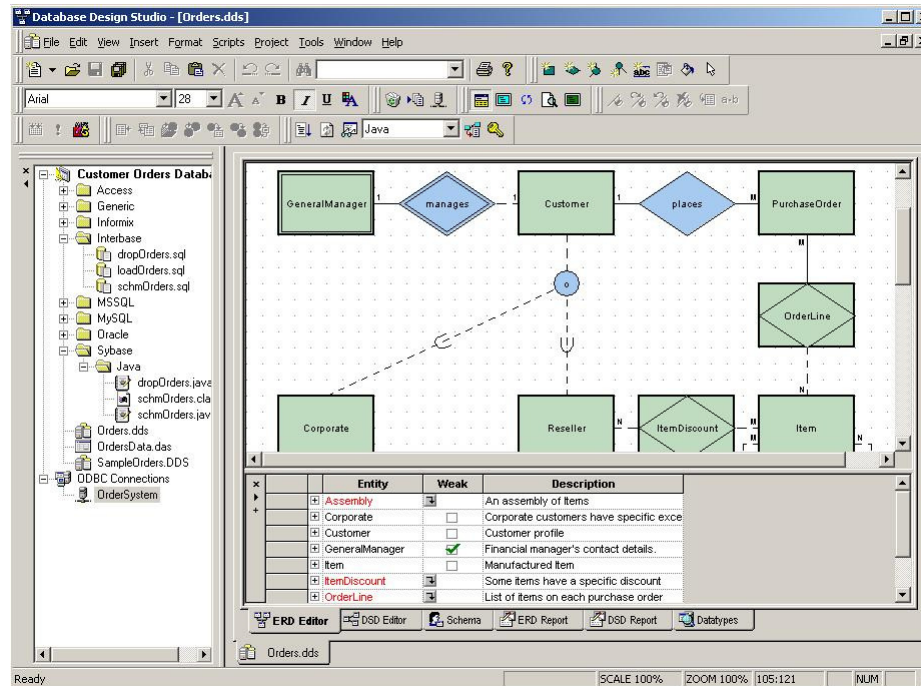 Database Design Studio - [Orders.dds]
File Edit View Insert Format Scripts Project Tools Window Help
abc
Arial 28 A A B I U a+b
Java
Customer Orders Databa
Access
Generic
Informix
Interbase
dropOrders.sql
loadOrders.sql
schmOrders.sql
MSSQL
MySQL
Oracle
Sybase
Java
dropOrders.java
schmOrders.cla
schmOrders.jav
Orders.dds
OrdersData.das
SampleOrders.DDS
ODBC Connections
OrderSystem
GeneralManager 1 manages 1 Customer 1 places M PurchaseOrder
M
o
OrderLine
U U
N
Corporate Reseller N ItemDiscount M Item N
M
Entity Weak Description
Assembly An assembly of Items
Corporate Corporate customers have specific exce
Customer Customer profile
GeneralManager Financial manager's contact details.
Item Manufactured Item
ItemDiscount Some items have a specific discount
OrderLine List of items on each purchase order
ERD Editor DSD Editor Schema ERD Report DSD Report Datatypes
Orders.dds
Ready SCALE 100% ZOOM 100% 105:121 NUM